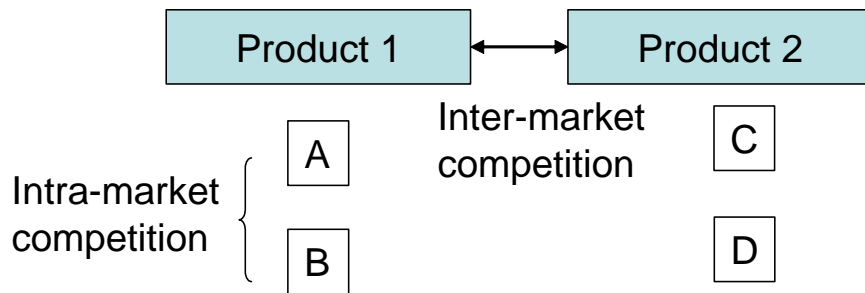 Product 1
Product 2
Inter-market
competition
A
C
Intra-market
competition
B
D